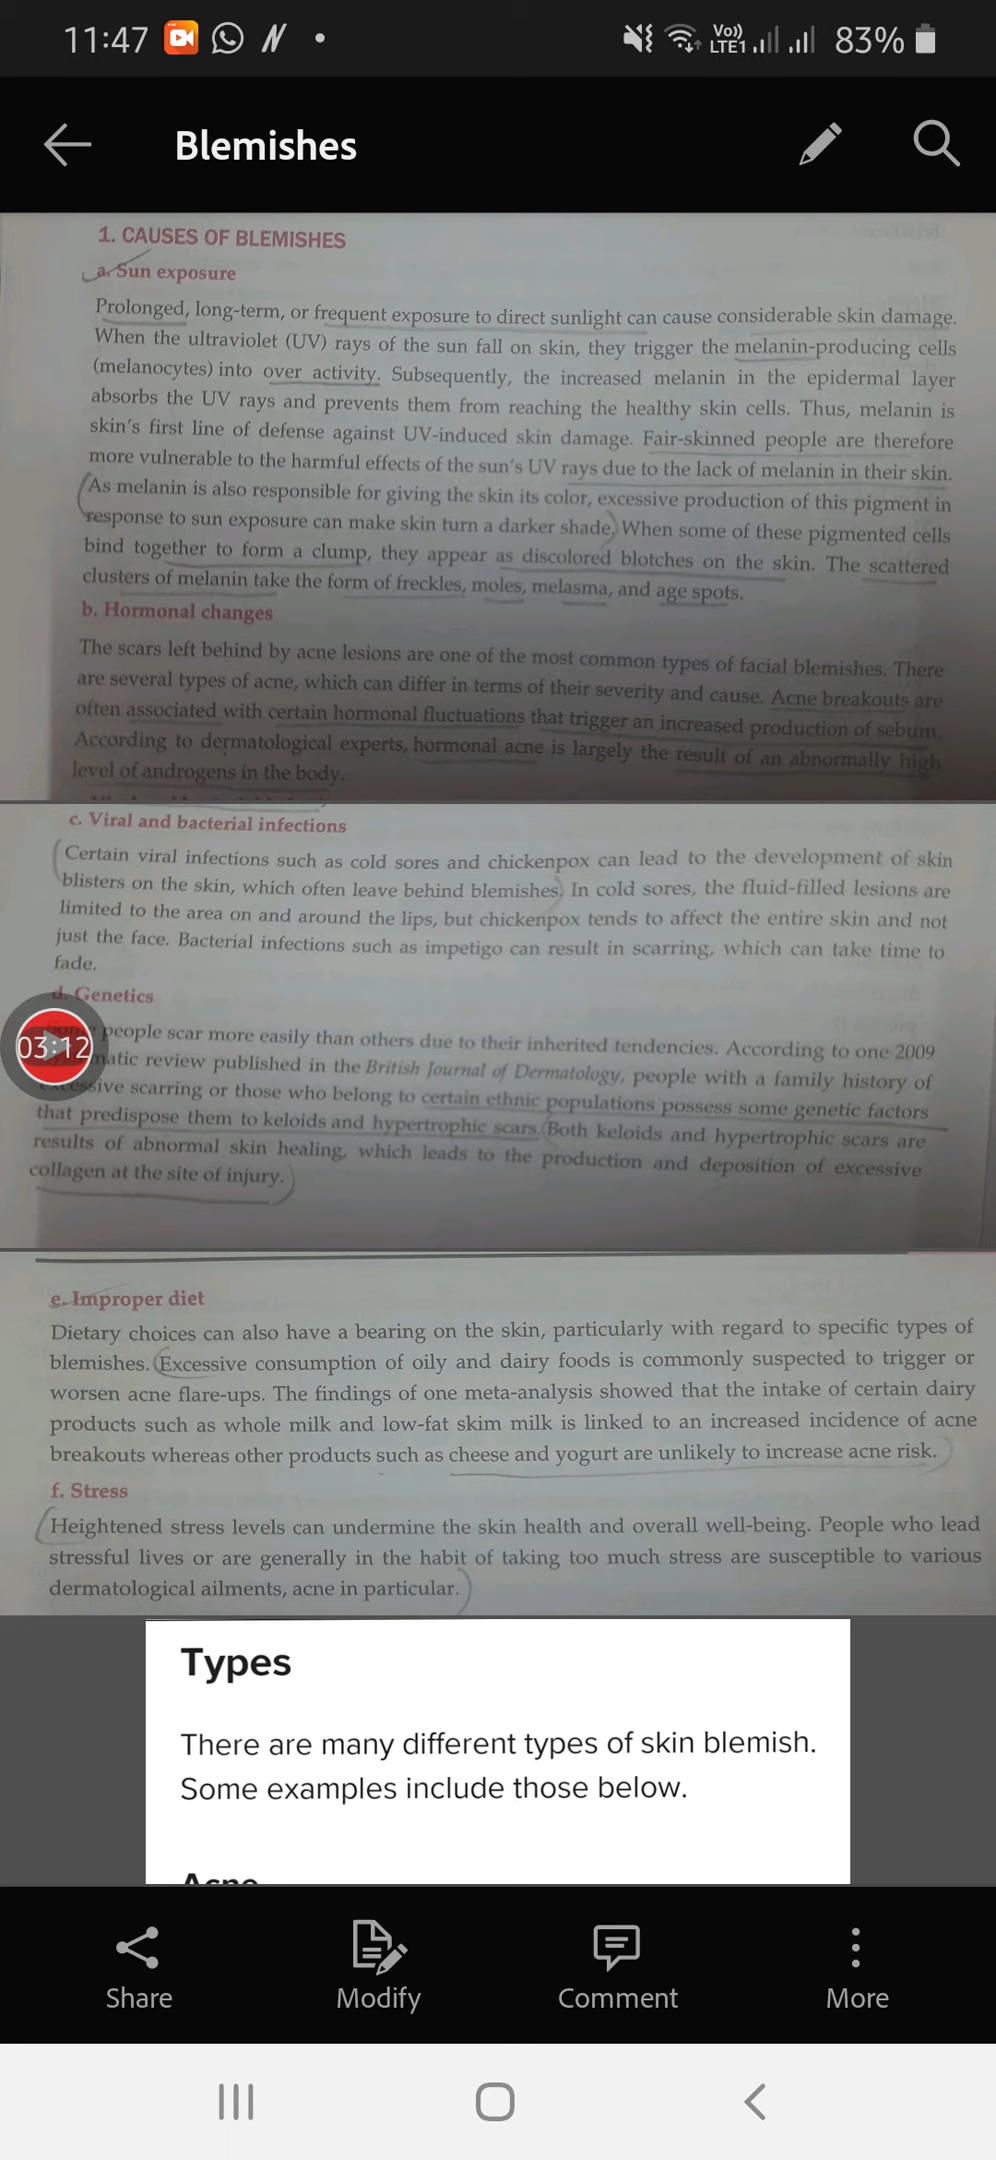 11:47
Vo))
LTE1
83%
Blemishes
1. CAUSES OF BLEMISHES
a. Sun exposure
Prolonged, long-term, or frequent exposure to direct sunlight can cause considerable skin damage.
When the ultraviolet (UV) rays of the sun fall on skin, they trigger the melanin-producing cells
(melanocytes) into over activity. Subsequently, the increased melanin in the epidermal layer
absorbs the UV rays and prevents them from reaching the healthy skin cells. Thus, melanin is
skin's first line of defense against UV-induced skin damage. Fair-skinned people are therefore
more vulnerable to the harmful effects of the sun's UV rays due to the lack of melanin in their skin.
As melanin is also responsible for giving the skin its color, excessive production of this pigment in
response to sun exposure can make skin turn a darker shade. When some of these pigmented cells
bind together to form a clump, they appear as discolored blotches on the skin. The scattered
clusters of melanin take the form of freckles, moles, melasma, and age spots.
b. Hormonal changes
The scars left behind by acne lesions are one of the most common types of facial blemishes. There
are several types of acne, which can differ in terms of their severity and cause. Acne breakouts are
often associated with certain hormonal fluctuations that trigger an increased production of sebum.
According to dermatological experts, hormonal acne is largely the result of an abnormally high
level of androgens in the body.
c. Viral and bacterial infections
Certain viral infections such as cold sores and chickenpox can lead to the development of skin
blisters on the skin, which often leave behind blemishes. In cold sores, the fluid-filled lesions are
limited to the area on and around the lips, but chickenpox tends to affect the entire skin and not
just the face. Bacterial infections such as impetigo can result in scarring, which can take time to
fade.
d. Genetics
people scar more easily than others due to their inherited tendencies. According to one 2009
03:12
review published in the British Journal of Dermatology, people with a family history of
excessive scarring or those who belong to certain ethnic populations possess some genetic factors
that predispose them to keloids and hypertrophic scars. Both keloids and hypertrophic scars are
results of abnormal skin healing, which leads to the production and deposition of excessive
collagen at the site of injury.
e. Improper diet
Dietary choices can also have a bearing on the skin, particularly with regard to specific types of
blemishes. Excessive consumption of oily and dairy foods is commonly suspected to trigger or
worsen acne flare-ups. The findings of one meta-analysis showed that the intake of certain dairy
products such as whole milk and low-fat skim milk is linked to an increased incidence of acne
breakouts whereas other products such as cheese and yogurt are unlikely to increase acne risk.
f. Stress
Heightened stress levels can undermine the skin health and overall well-being. People who lead
stressful lives or are generally in the habit of taking too much stress are susceptible to various
dermatological ailments, acne in particular.
Types
There are many different types of skin blemish.
Some examples include those below.
Acne
Share
Modify
Comment
More